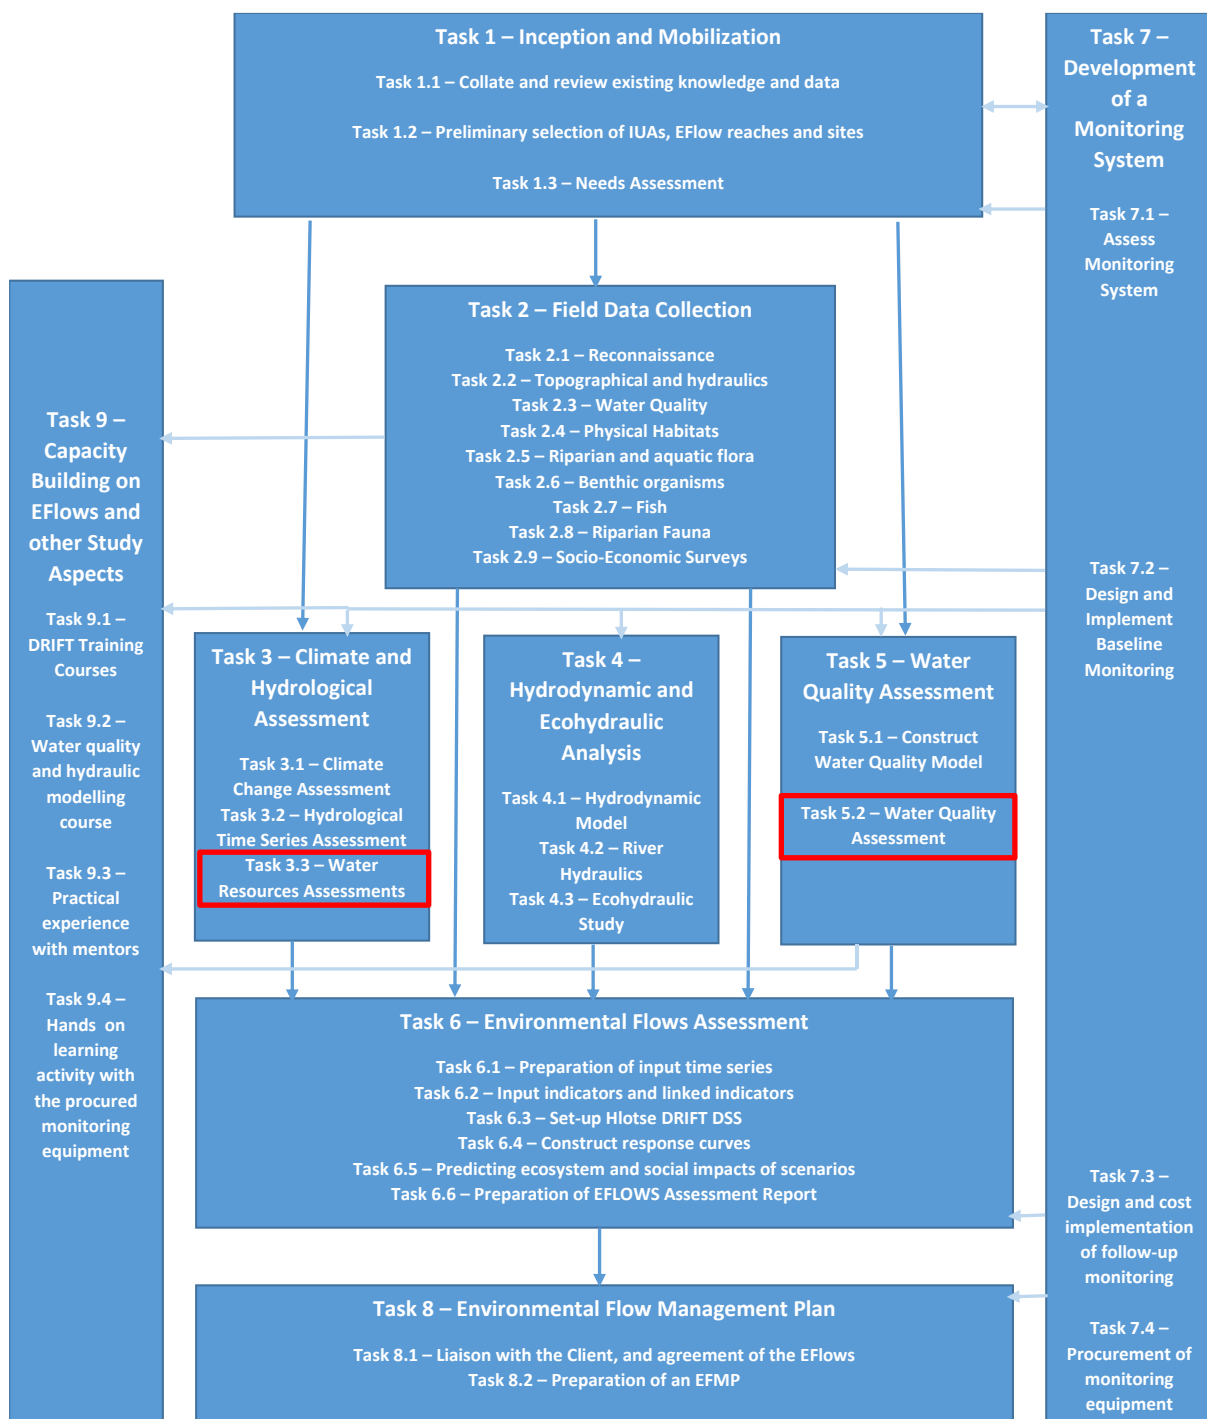 Task 1 – Inception and Mobilization
Task 1.1 – Collate and review existing knowledge and data
Task 1.2 – Preliminary selection of IUAs, EFlow reaches and sites
Task 1.3 – Needs Assessment
Task 7 –
Development
of a
Monitoring
System
Task 7.1 –
Assess
Monitoring
System
Task 7.2 –
Design and
Implement
Baseline
Monitoring
Task 7.3 –
Design and cost
implementation
of follow-up
monitoring
Task 7.4 –
Procurement of
monitoring
equipment
Task 2 – Field Data Collection
Task 2.1 – Reconnaissance
Task 2.2 – Topographical and hydraulics
Task 2.3 – Water Quality
Task 2.4 – Physical Habitats
Task 2.5 – Riparian and aquatic flora
Task 2.6 – Benthic organisms
Task 2.7 – Fish
Task 2.8 – Riparian Fauna
Task 2.9 – Socio-Economic Surveys
Task 9 –
Capacity
Building on
EFlows and
other Study
Aspects
Task 9.1 –
DRIFT Training
Courses
Task 9.2 –
Water quality
and hydraulic
modelling
course
Task 9.3 –
Practical
experience
with mentors
Task 9.4 –
Hands on
learning
activity with
the procured
monitoring
equipment
Task 3 – Climate and
Hydrological
Assessment
Task 3.1 – Climate
Change Assessment
Task 3.2 – Hydrological
Time Series Assessment
Task 3.3 – Water
Resources Assessments
Task 4 –
Hydrodynamic and
Ecohydraulic
Analysis
Task 4.1 – Hydrodynamic
Model
Task 4.2 – River
Hydraulics
Task 4.3 – Ecohydraulic
Study
Task 5 – Water
Quality Assessment
Task 5.1 – Construct
Water Quality Model
Task 5.2 – Water Quality
Assessment
Task 6 – Environmental Flows Assessment
Task 6.1 – Preparation of input time series
Task 6.2 – Input indicators and linked indicators
Task 6.3 – Set-up Hlotse DRIFT DSS
Task 6.4 – Construct response curves
Task 6.5 – Predicting ecosystem and social impacts of scenarios
Task 6.6 – Preparation of EFLOWS Assessment Report
Task 8 – Environmental Flow Management Plan
Task 8.1 – Liaison with the Client, and agreement of the EFlows
Task 8.2 – Preparation of an EFMP